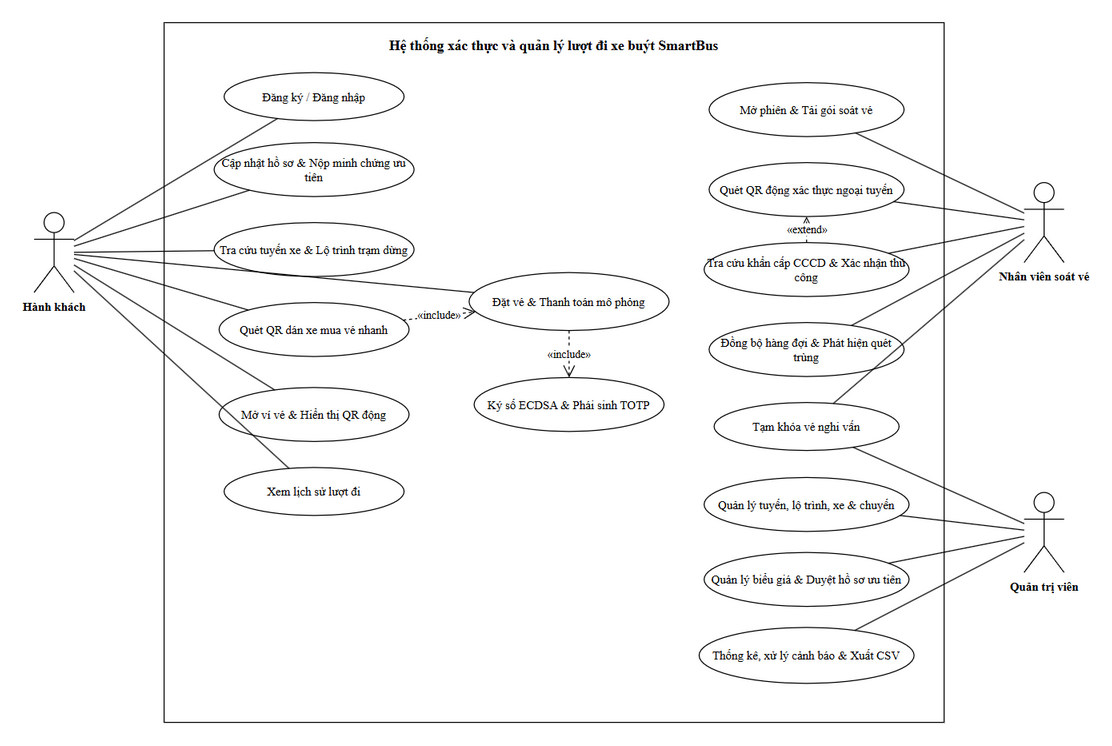 Hệ thống xác thực và quản lý lượt đi xe buýt SmartBus
Đăng ký / Đăng nhập
Cập nhật hồ sơ & Nộp minh chứng ưu
tiên
Tra cứu tuyến xe & Lộ trình trạm dừng
Quét QR dán xe mua vé nhanh
Mở ví vé & Hiển thị QR động
Xem lịch sử lượt đi
Hành khách
«include»
Đặt vé & Thanh toán mô phỏng
«include»
Ký số ECDSA & Phái sinh TOTP
Mở phiên & Tải gói soát vé
Quét QR động xác thực ngoại tuyến
«extend»
Tra cứu khẩn cấp CCCD & Xác nhận thủ
công
Đồng bộ hàng đợi & Phát hiện quét
trùng
Tạm khóa vé nghi vấn
Quản lý tuyến, lộ trình, xe & chuyến
Quản lý biểu giá & Duyệt hồ sơ ưu tiên
Thống kê, xử lý cảnh báo & Xuất CSV
Nhân viên soát vé
Quản trị viên